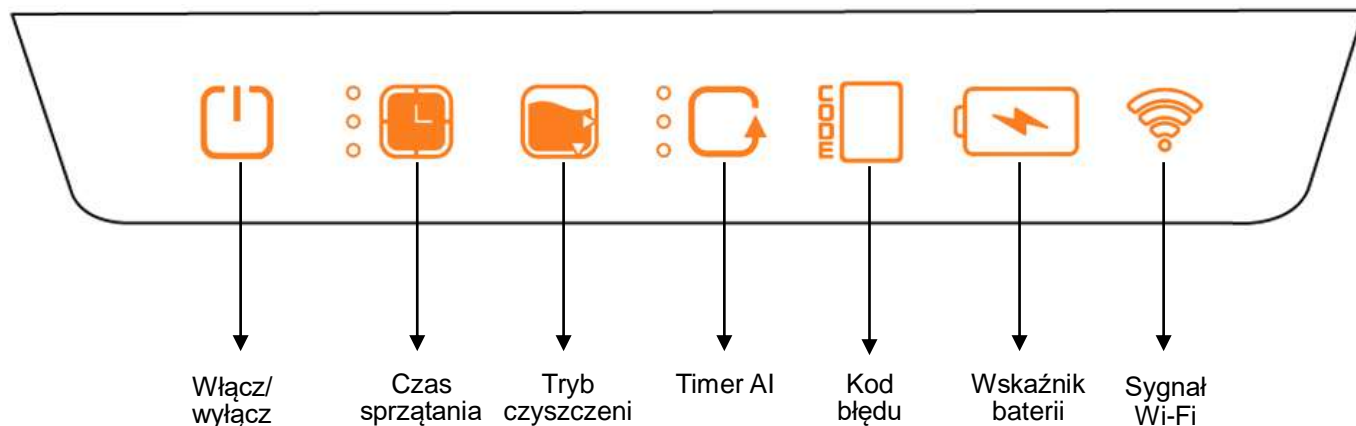 CODE
Włącz/
wyłącz
Czas
sprzątania
Tryb
czyszczeni
Timer AI
Kod
błędu
Wskaźnik
baterii
Sygnał
Wi-Fi